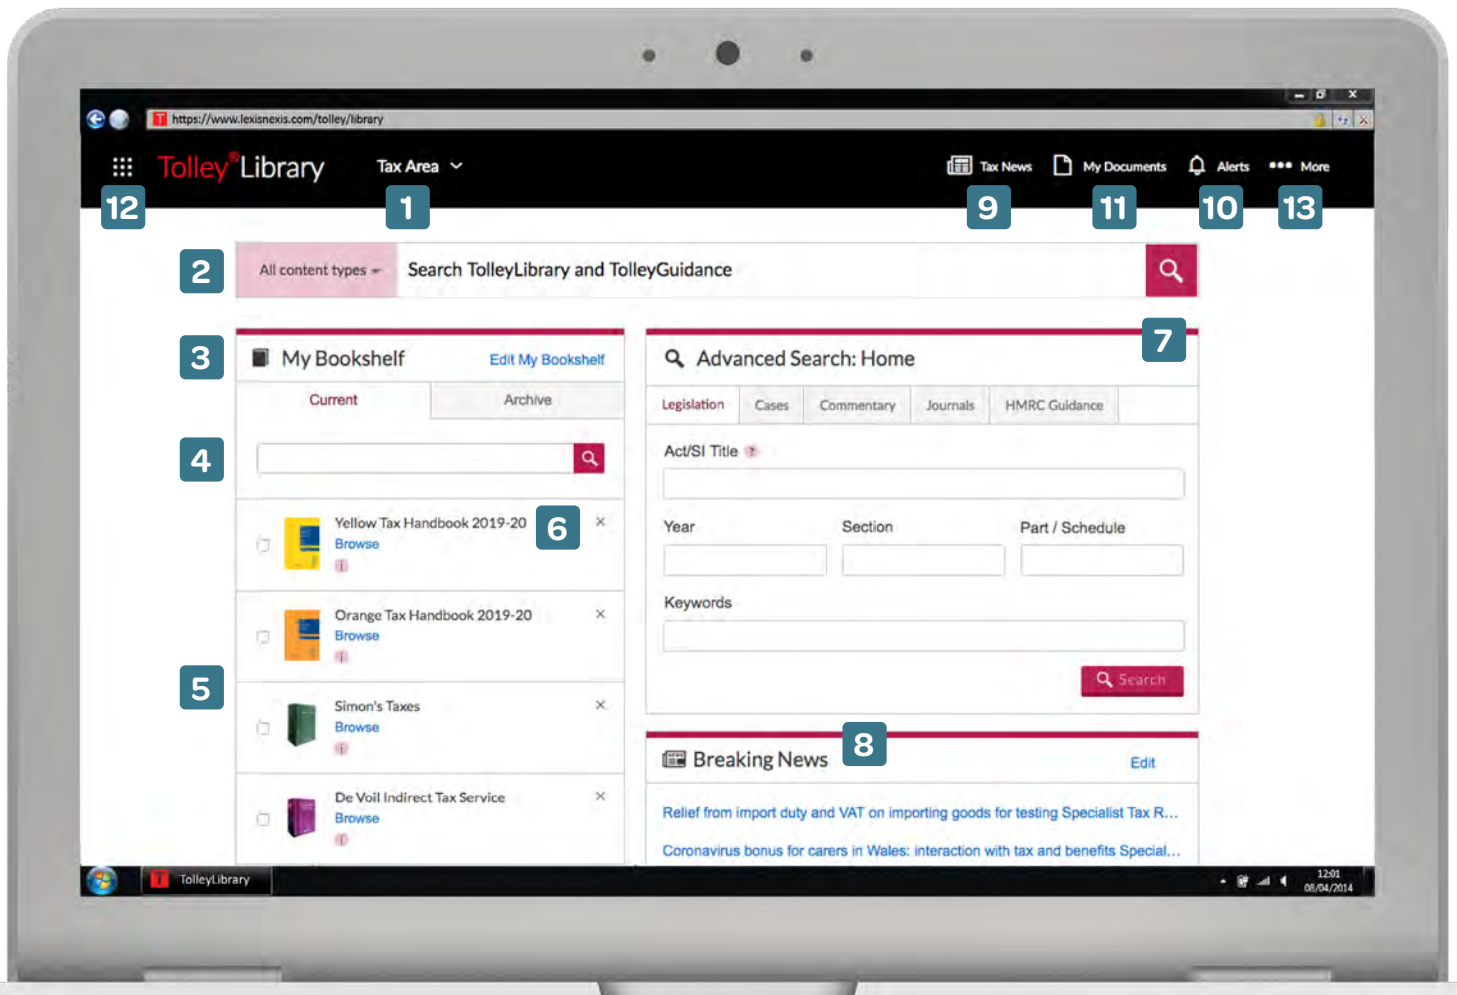 https://www.lexisnexis.com/tolley/library
Tolley®Library Tax Area Tax News My Documents Alerts More
12 1 9 11 10 13
2 All content types Search TolleyLibrary and TolleyGuidance
7
3 My Bookshelf Edit My Bookshelf
Advanced Search: Home
Current Archive
Legislation Cases Commentary Journals HMRC Guidance
4
Act/SI Title ?
Yellow Tax Handbook 2019-20 6 ×
Browse
i
Year Section Part / Schedule
Keywords
Orange Tax Handbook 2019-20 ×
Browse
i
5
Search
Simon's Taxes ×
Browse
i
8
Breaking News Edit
De Voil Indirect Tax Service ×
Browse
i
Relief from import duty and VAT on importing goods for testing Specialist Tax R...
Coronavirus bonus for carers in Wales: interaction with tax and benefits Special...
T TolleyLibrary
12:01
08/04/2014